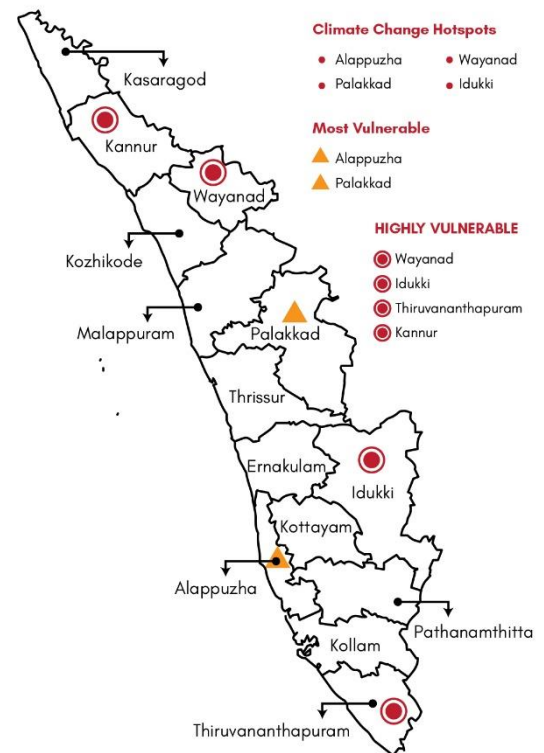 Climate Change Hotspots
Alappuzha Wayanad
Palakkad Idukki
Most Vulnerable
Alappuzha
Palakkad
HIGHLY VULNERABLE
Wayanad
Idukki
Thiruvananthapuram
Kannur
Kasaragod
Kannur
Wayanad
Kozhikode
Malappuram
Palakkad
Thrissur
Ernakulam
Idukki
Kottayam
Alappuzha
Pathanamthitta
Kollam
Thiruvananthapuram